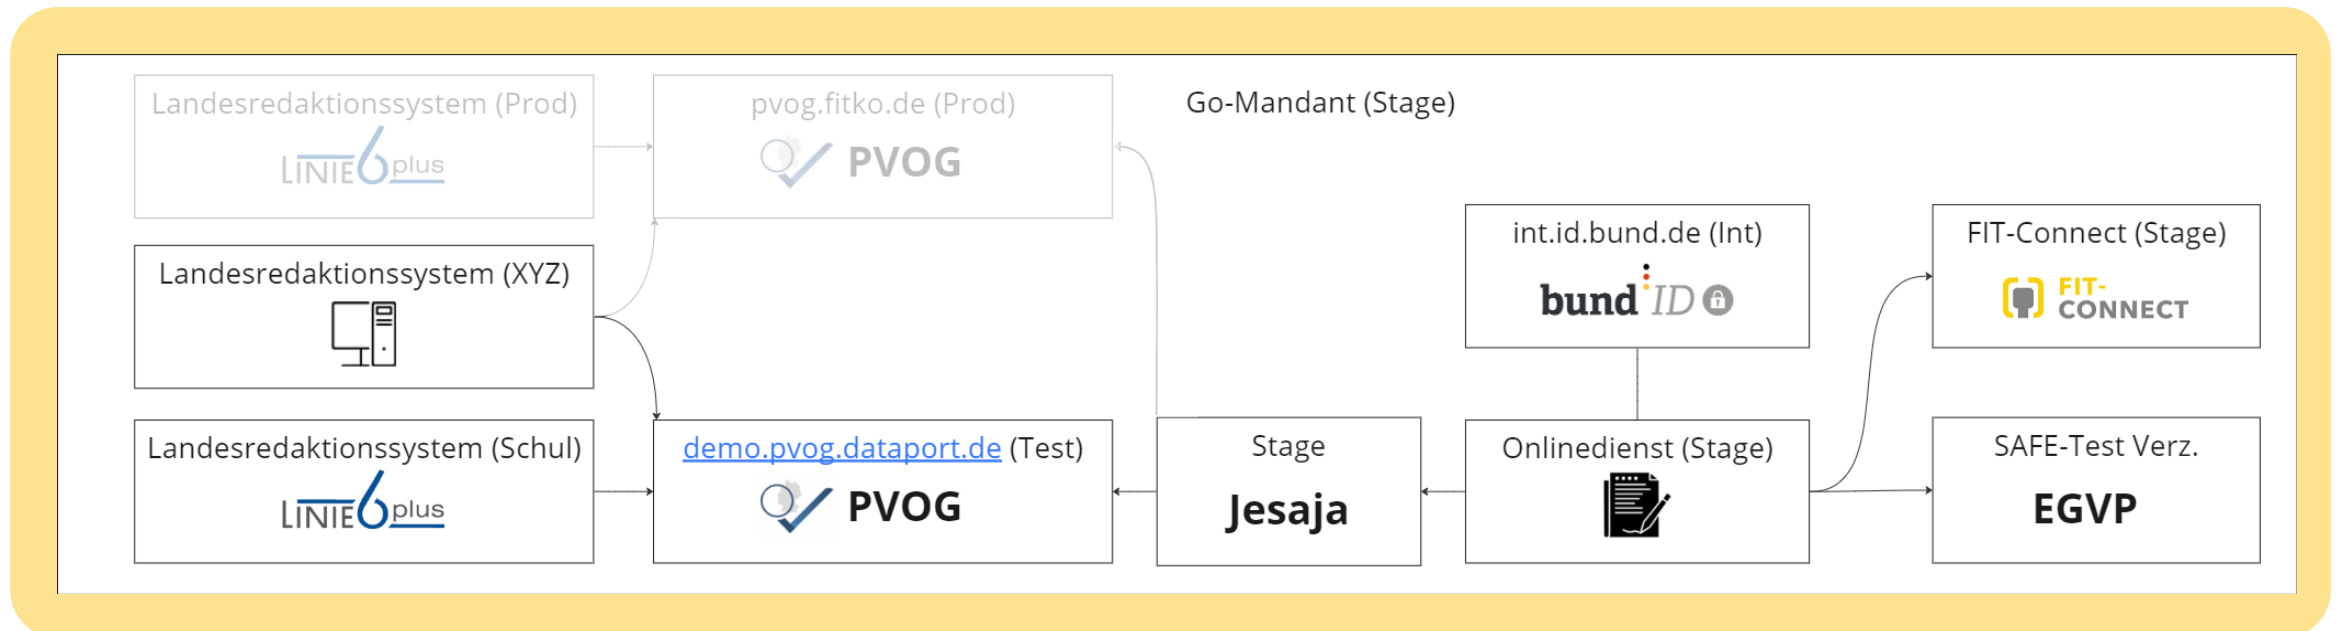 Landesredaktionssystem (Prod)
LINIE6plus
pvog.fitko.de (Prod)
PVOG
Go-Mandant (Stage)
Landesredaktionssystem (XYZ)
int.id.bund.de (Int)
bundID
FIT-Connect (Stage)
FIT-
CONNECT
Landesredaktionssystem (Schul)
LINIE6plus
demo.pvog.dataport.de (Test)
PVOG
Stage
Jesaja
Onlinedienst (Stage)
SAFE-Test Verz.
EGVP